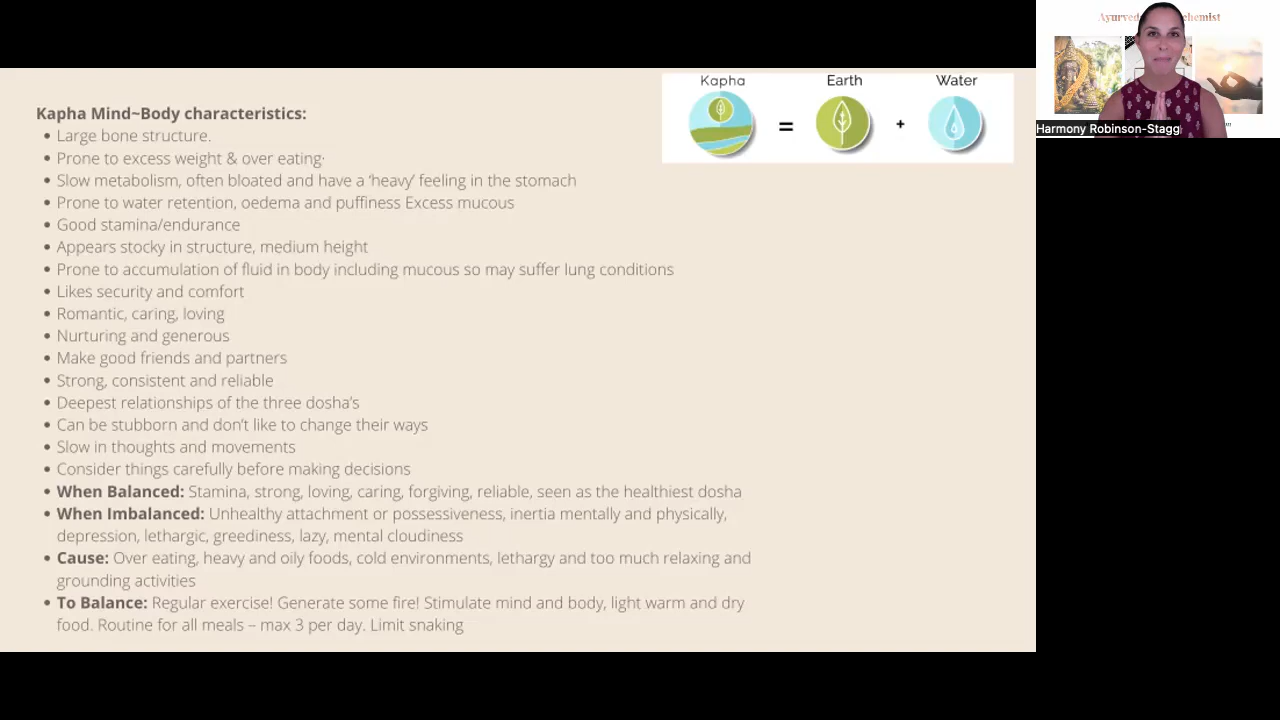 Kapha Mind~Body characteristics:
Large bone structure.
Prone to excess weight & over eating·
Slow metabolism, often bloated and have a ‘heavy’ feeling in the stomach
Prone to water retention, oedema and puffiness Excess mucous
Good stamina/endurance
Appears stocky in structure, medium height
Prone to accumulation of fluid in body including mucous so may suffer lung conditions
Likes security and comfort
Romantic, caring, loving
Nurturing and generous
Make good friends and partners
Strong, consistent and reliable
Deepest relationships of the three dosha’s
Can be stubborn and don’t like to change their ways
Slow in thoughts and movements
Consider things carefully before making decisions
When Balanced: Stamina, strong, loving, caring, forgiving, reliable, seen as the healthiest dosha
When Imbalanced: Unhealthy attachment or possessiveness, inertia mentally and physically,
depression, lethargic, greediness, lazy, mental cloudiness
Cause: Over eating, heavy and oily foods, cold environments, lethargy and too much relaxing and
grounding activities
To Balance: Regular exercise! Generate some fire! Stimulate mind and body, light warm and dry
food. Routine for all meals – max 3 per day. Limit snaking
Kapha Earth Water
= +
Harmony Robinson-Stagg